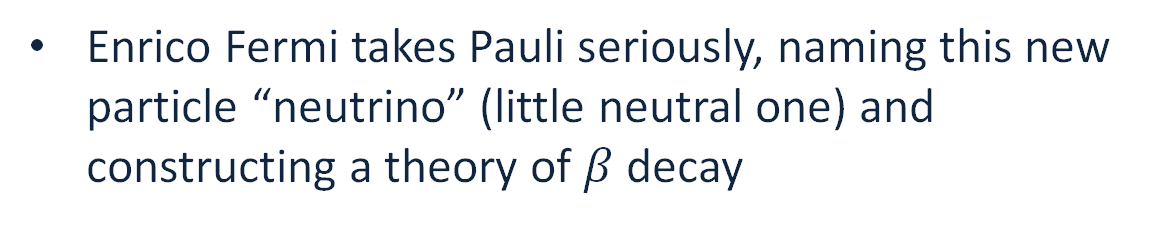 • Enrico Fermi takes Pauli seriously, naming this new
particle “neutrino” (little neutral one) and
constructing a theory of β decay